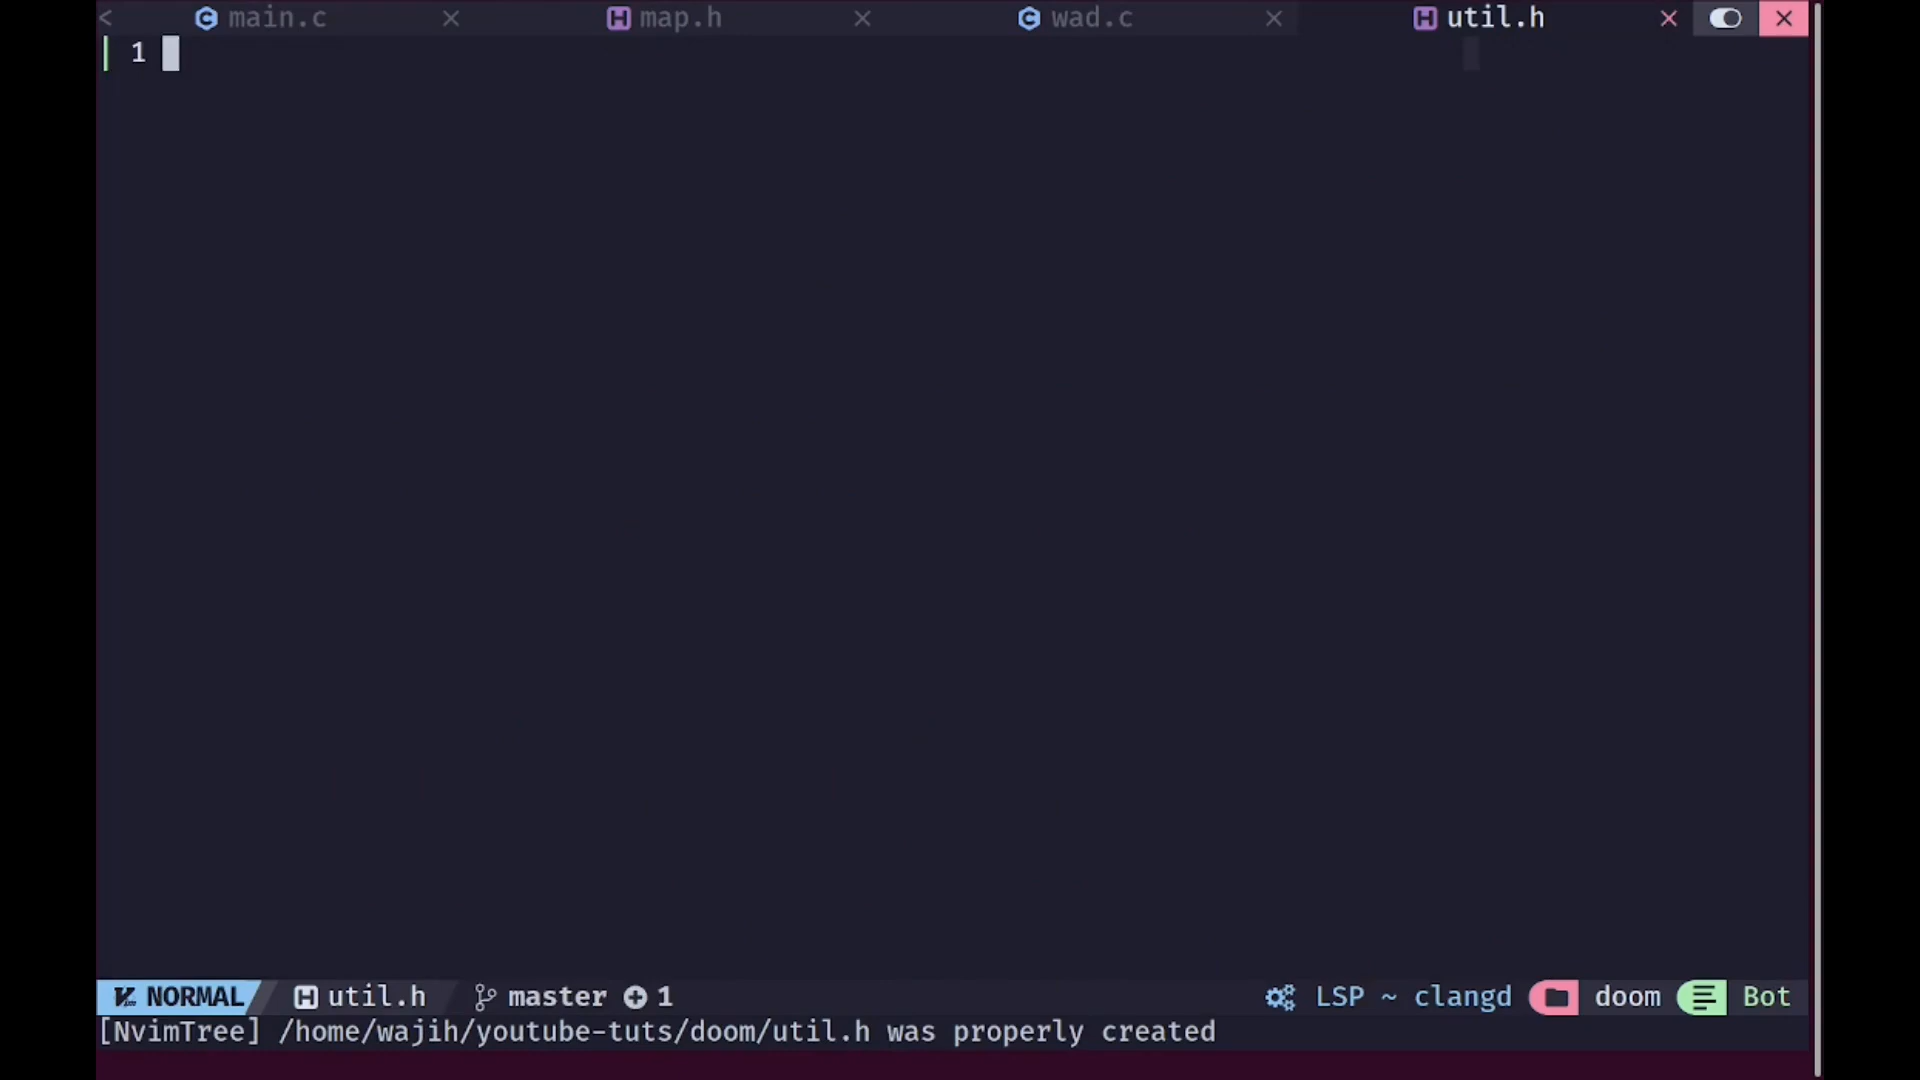 < main.c map.h wad.c util.h
1
NORMAL util.h master 1 LSP ~ clangd doom Bot
[NvimTree] /home/wajih/youtube-tuts/doom/util.h was properly created